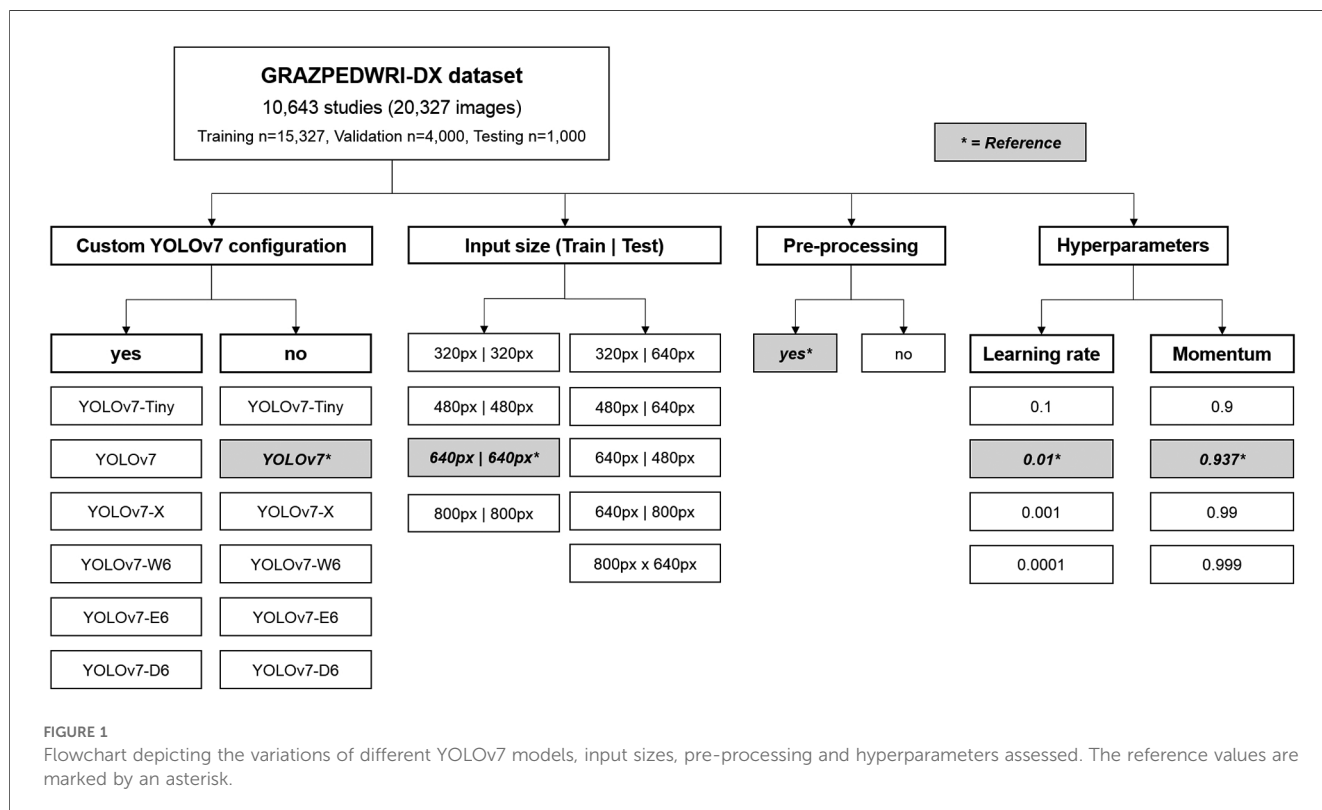 GRAZPEDWRI-DX dataset
10,643 studies (20,327 images)
Training n=15,327, Validation n=4,000, Testing n=1,000
* = Reference
Custom YOLOv7 configuration
yes
no
YOLOv7-Tiny
YOLOv7-Tiny
YOLOv7
YOLOv7*
YOLOv7-X
YOLOv7-X
YOLOv7-W6
YOLOv7-W6
YOLOv7-E6
YOLOv7-E6
YOLOv7-D6
YOLOv7-D6
Input size (Train | Test)
320px | 320px
320px | 640px
480px | 480px
480px | 640px
640px | 640px*
640px | 480px
800px | 800px
640px | 800px
800px x 640px
Pre-processing
yes*
no
Hyperparameters
Learning rate
Momentum
0.1
0.9
0.01*
0.937*
0.001
0.99
0.0001
0.999
FIGURE 1
Flowchart depicting the variations of different YOLOv7 models, input sizes, pre-processing and hyperparameters assessed. The reference values are
marked by an asterisk.